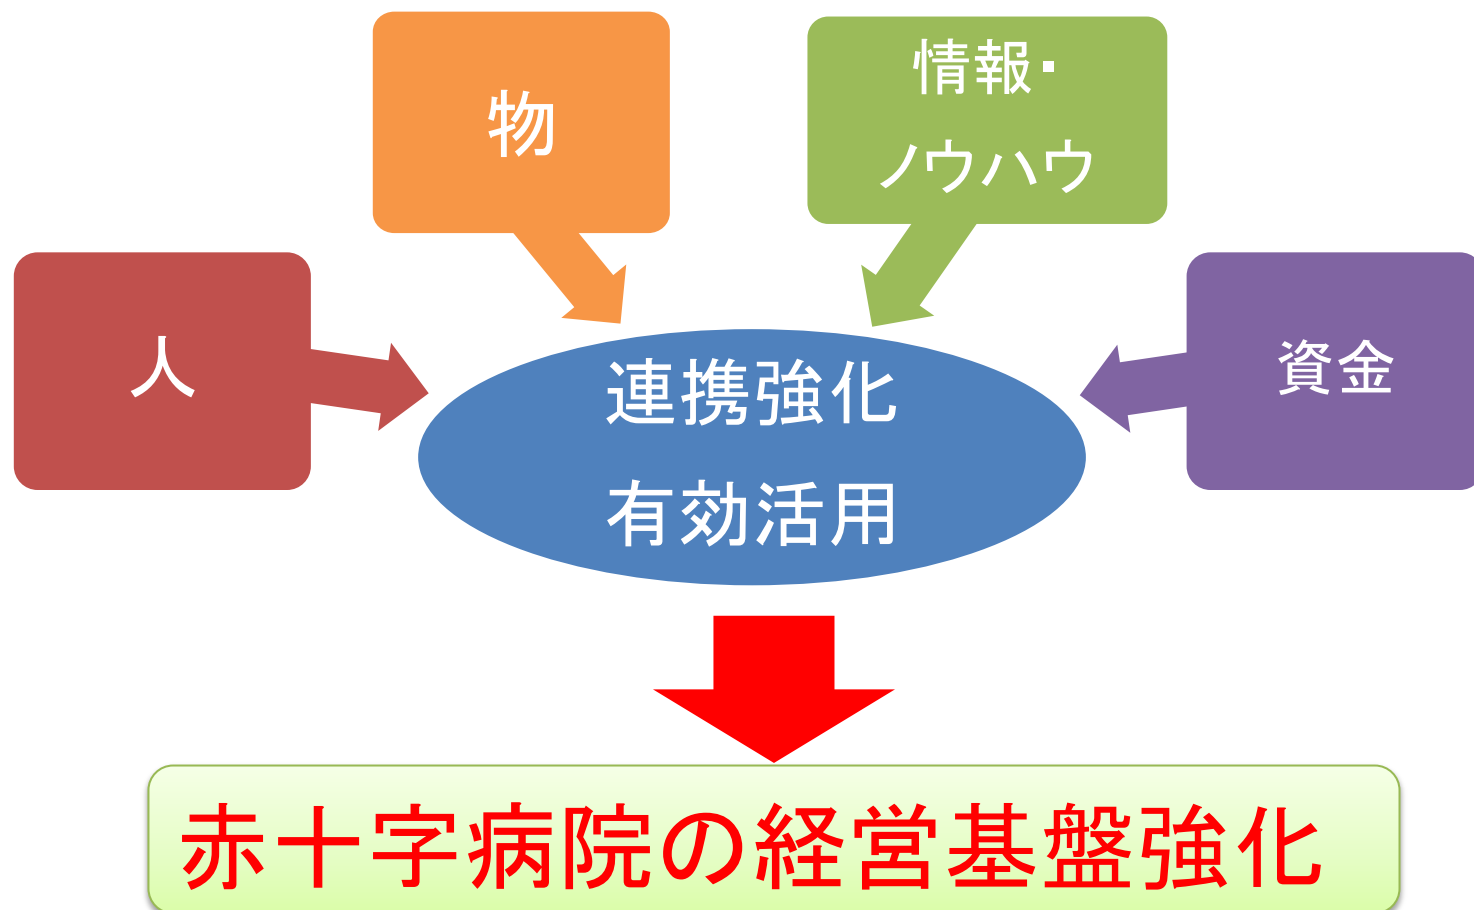 物
情報・
ノウハウ
人
資金
連携強化
有効活用
赤十字病院の経営基盤強化